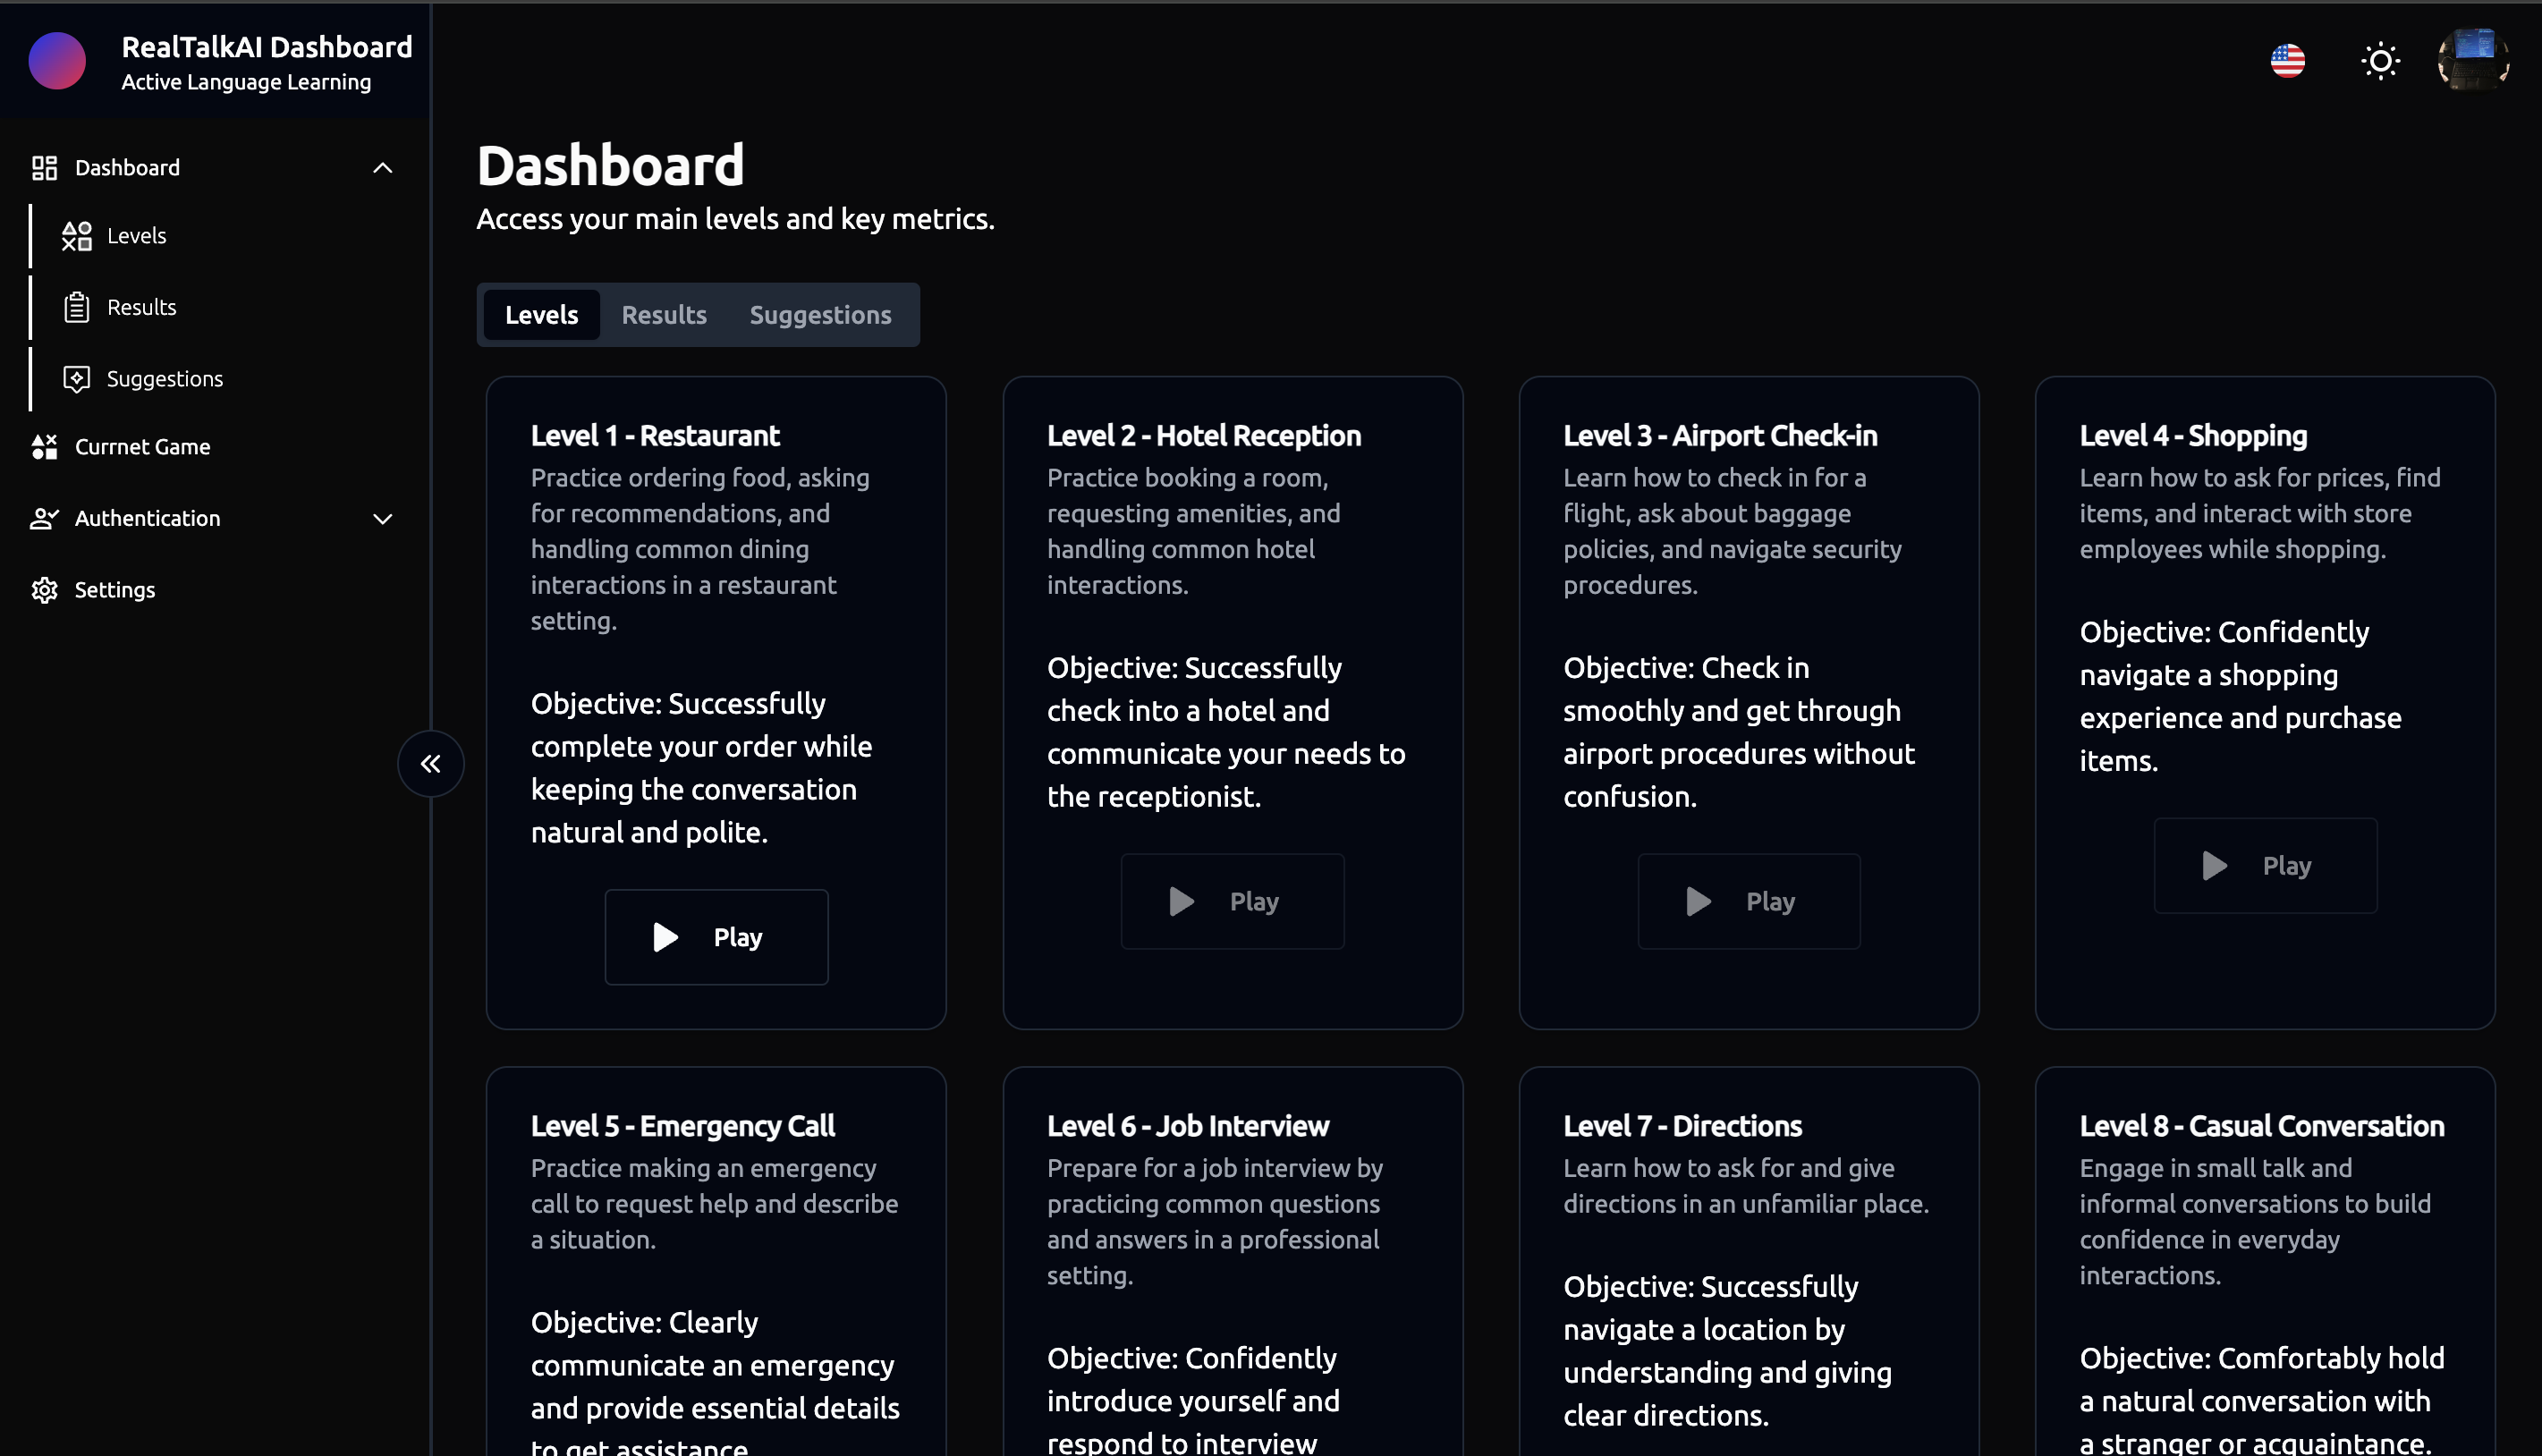 RealTalkAI Dashboard
Active Language Learning
Dashboard
Levels
Results
Suggestions
Currnet Game
Authentication
Settings
Dashboard
Access your main levels and key metrics.
Levels
Results
Suggestions
Level 1 - Restaurant
Practice ordering food, asking
for recommendations, and
handling common dining
interactions in a restaurant
setting.
Objective: Successfully
complete your order while
keeping the conversation
natural and polite.
Play
Level 2 - Hotel Reception
Practice booking a room,
requesting amenities, and
handling common hotel
interactions.
Objective: Successfully
check into a hotel and
communicate your needs to
the receptionist.
Play
Level 3 - Airport Check-in
Learn how to check in for a
flight, ask about baggage
policies, and navigate security
procedures.
Objective: Check in
smoothly and get through
airport procedures without
confusion.
Play
Level 4 - Shopping
Learn how to ask for prices, find
items, and interact with store
employees while shopping.
Objective: Confidently
navigate a shopping
experience and purchase
items.
Play
Level 5 - Emergency Call
Practice making an emergency
call to request help and describe
a situation.
Objective: Clearly
communicate an emergency
and provide essential details
to get assistance
Level 6 - Job Interview
Prepare for a job interview by
practicing common questions
and answers in a professional
setting.
Objective: Confidently
introduce yourself and
respond to interview
Level 7 - Directions
Learn how to ask for and give
directions in an unfamiliar place.
Objective: Successfully
navigate a location by
understanding and giving
clear directions.
Level 8 - Casual Conversation
Engage in small talk and
informal conversations to build
confidence in everyday
interactions.
Objective: Comfortably hold
a natural conversation with
a stranger or acquaintance.